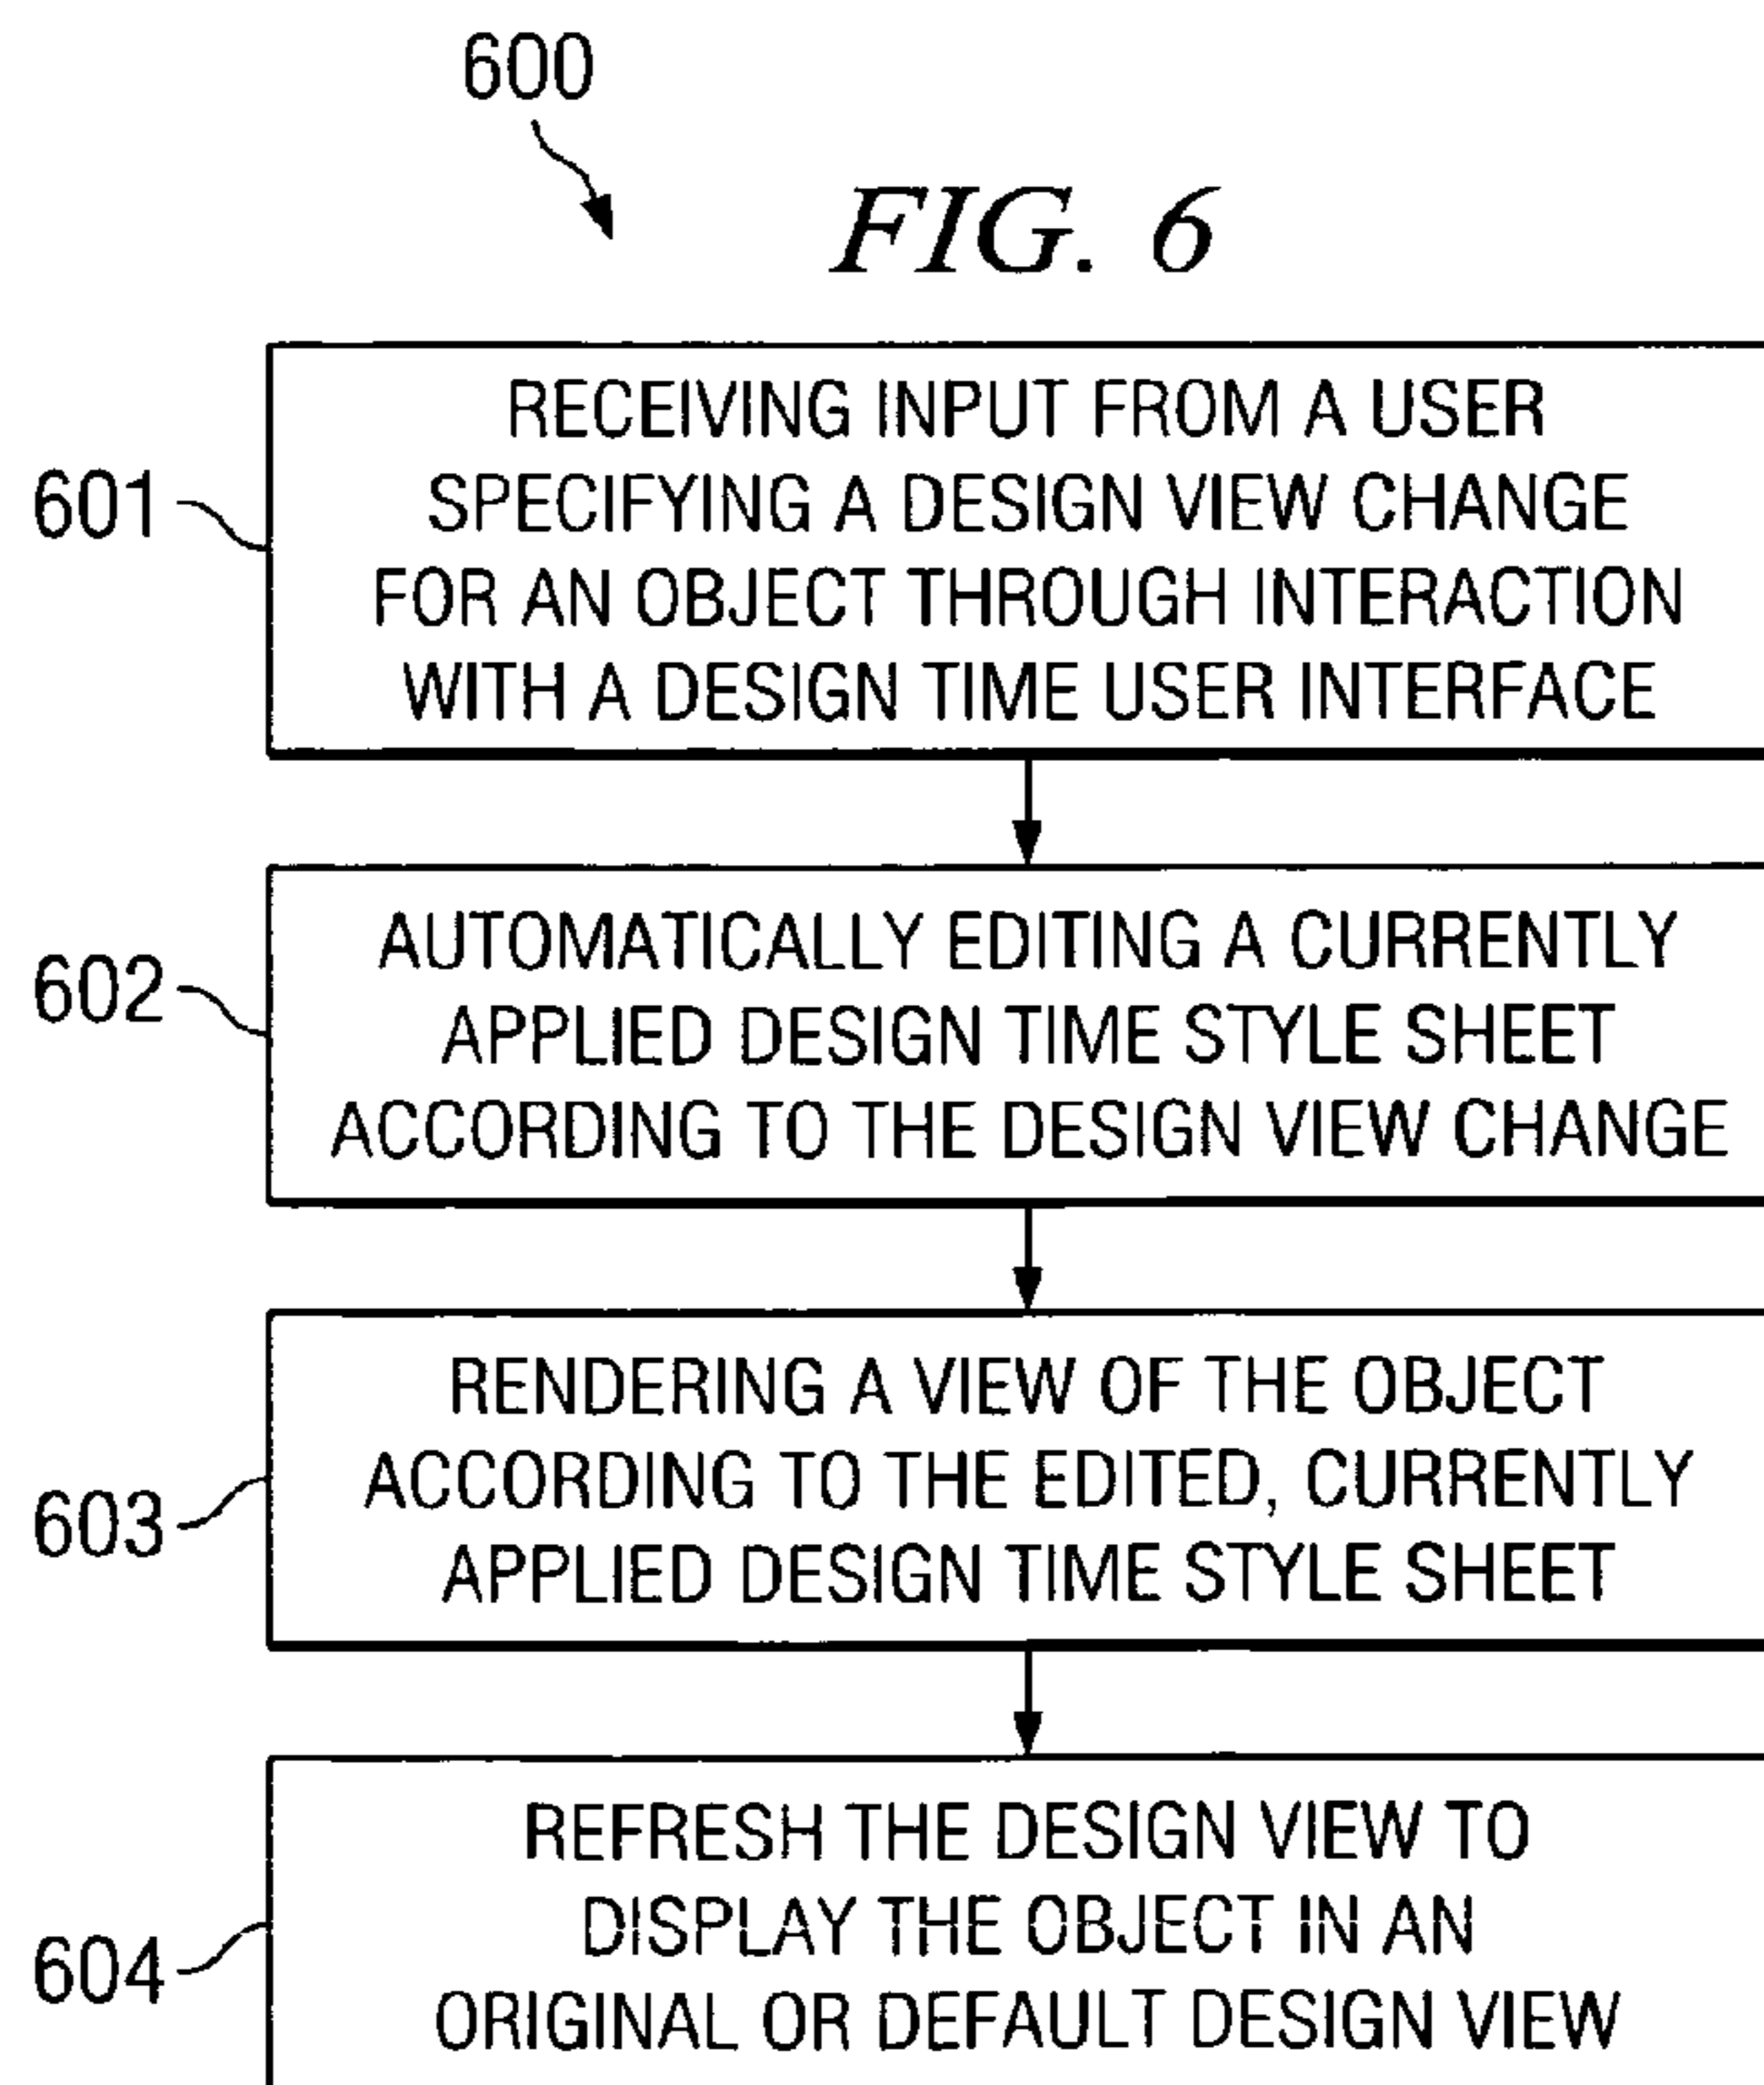 600
FIG. 6
601
RECEIVING INPUT FROM A USER
SPECIFYING A DESIGN VIEW CHANGE
FOR AN OBJECT THROUGH INTERACTION
WITH A DESIGN TIME USER INTERFACE
602
AUTOMATICALLY EDITING A CURRENTLY
APPLIED DESIGN TIME STYLE SHEET
ACCORDING TO THE DESIGN VIEW CHANGE
603
RENDERING A VIEW OF THE OBJECT
ACCORDING TO THE EDITED, CURRENTLY
APPLIED DESIGN TIME STYLE SHEET
604
REFRESH THE DESIGN VIEW TO
DISPLAY THE OBJECT IN AN
ORIGINAL OR DEFAULT DESIGN VIEW